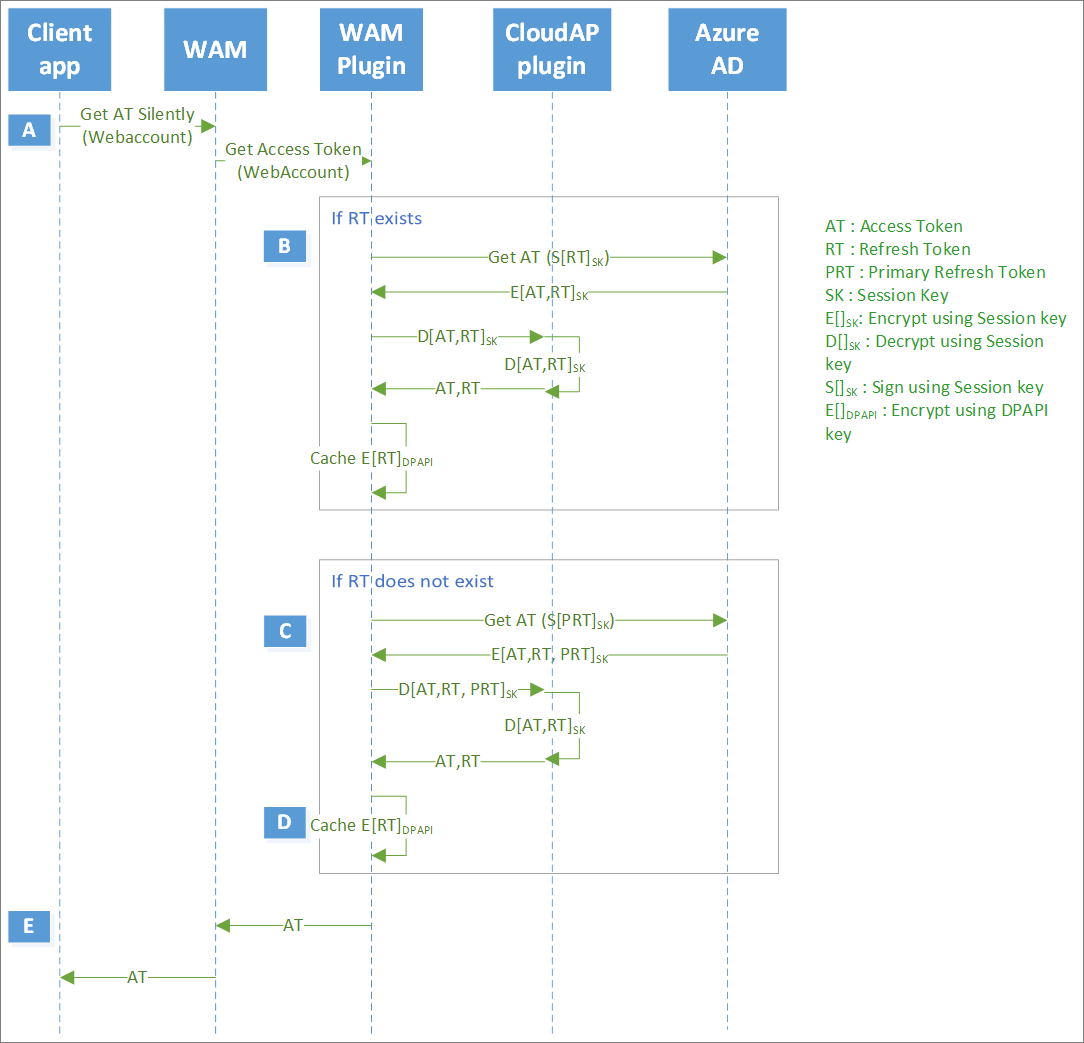 Client
app
WAM
WAM
Plugin
CloudAP
plugin
Azure
AD
A
Get AT Silently
(Webaccount)
Get Access Token
(WebAccount)
If RT exists
B
Get AT (S[RT]SK)
E[AT,RT]SK
D[AT,RT]SK
D[AT,RT]SK
AT,RT
Cache E[RT]DPAPI
AT : Access Token
RT : Refresh Token
PRT : Primary Refresh Token
SK : Session Key
E[]SK: Encrypt using Session key
D[]SK : Decrypt using Session
key
S[]SK : Sign using Session key
E[]DPAPI : Encrypt using DPAPI
key
If RT does not exist
C
Get AT (S[PRT]SK)
E[AT,RT, PRT]SK
D[AT,RT, PRT]SK
D[AT,RT]SK
AT,RT
D
Cache E[RT]DPAPI
E
AT
AT